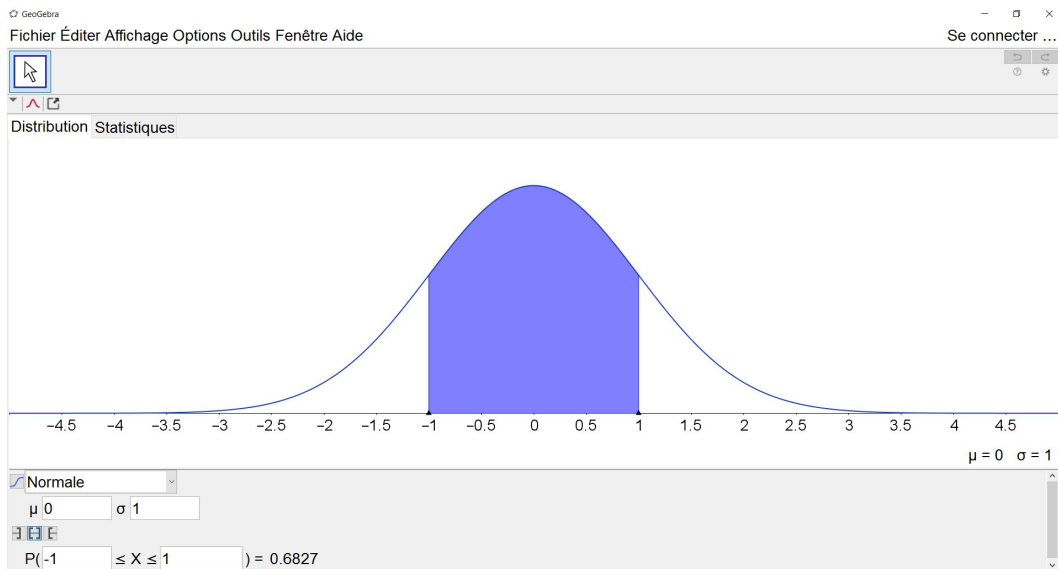 GeoGebra
Fichier Éditer Affichage Options Outils Fenêtre Aide Se connecter ...
Distribution Statistiques
−4.5 −4 −3.5 −3 −2.5 −2 −1.5 −1 −0.5 0 0.5 1 1.5 2 2.5 3 3.5 4 4.5
μ = 0 σ = 1
Normale
μ 0 σ 1
P( -1 ≤ X ≤ 1 ) = 0.6827